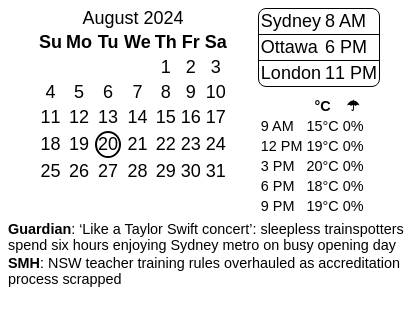 August 2024
Su Mo Tu We Th Fr Sa
1 2 3
4 5 6 7 8 9 10
11 12 13 14 15 16 17
18 19 20 21 22 23 24
25 26 27 28 29 30 31
Sydney 8 AM
Ottawa 6 PM
London 11 PM
°C ☂
9 AM 15°C 0%
12 PM 19°C 0%
3 PM 20°C 0%
6 PM 18°C 0%
9 PM 19°C 0%
Guardian: ‘Like a Taylor Swift concert’: sleepless trainspotters
spend six hours enjoying Sydney metro on busy opening day
SMH: NSW teacher training rules overhauled as accreditation
process scrapped